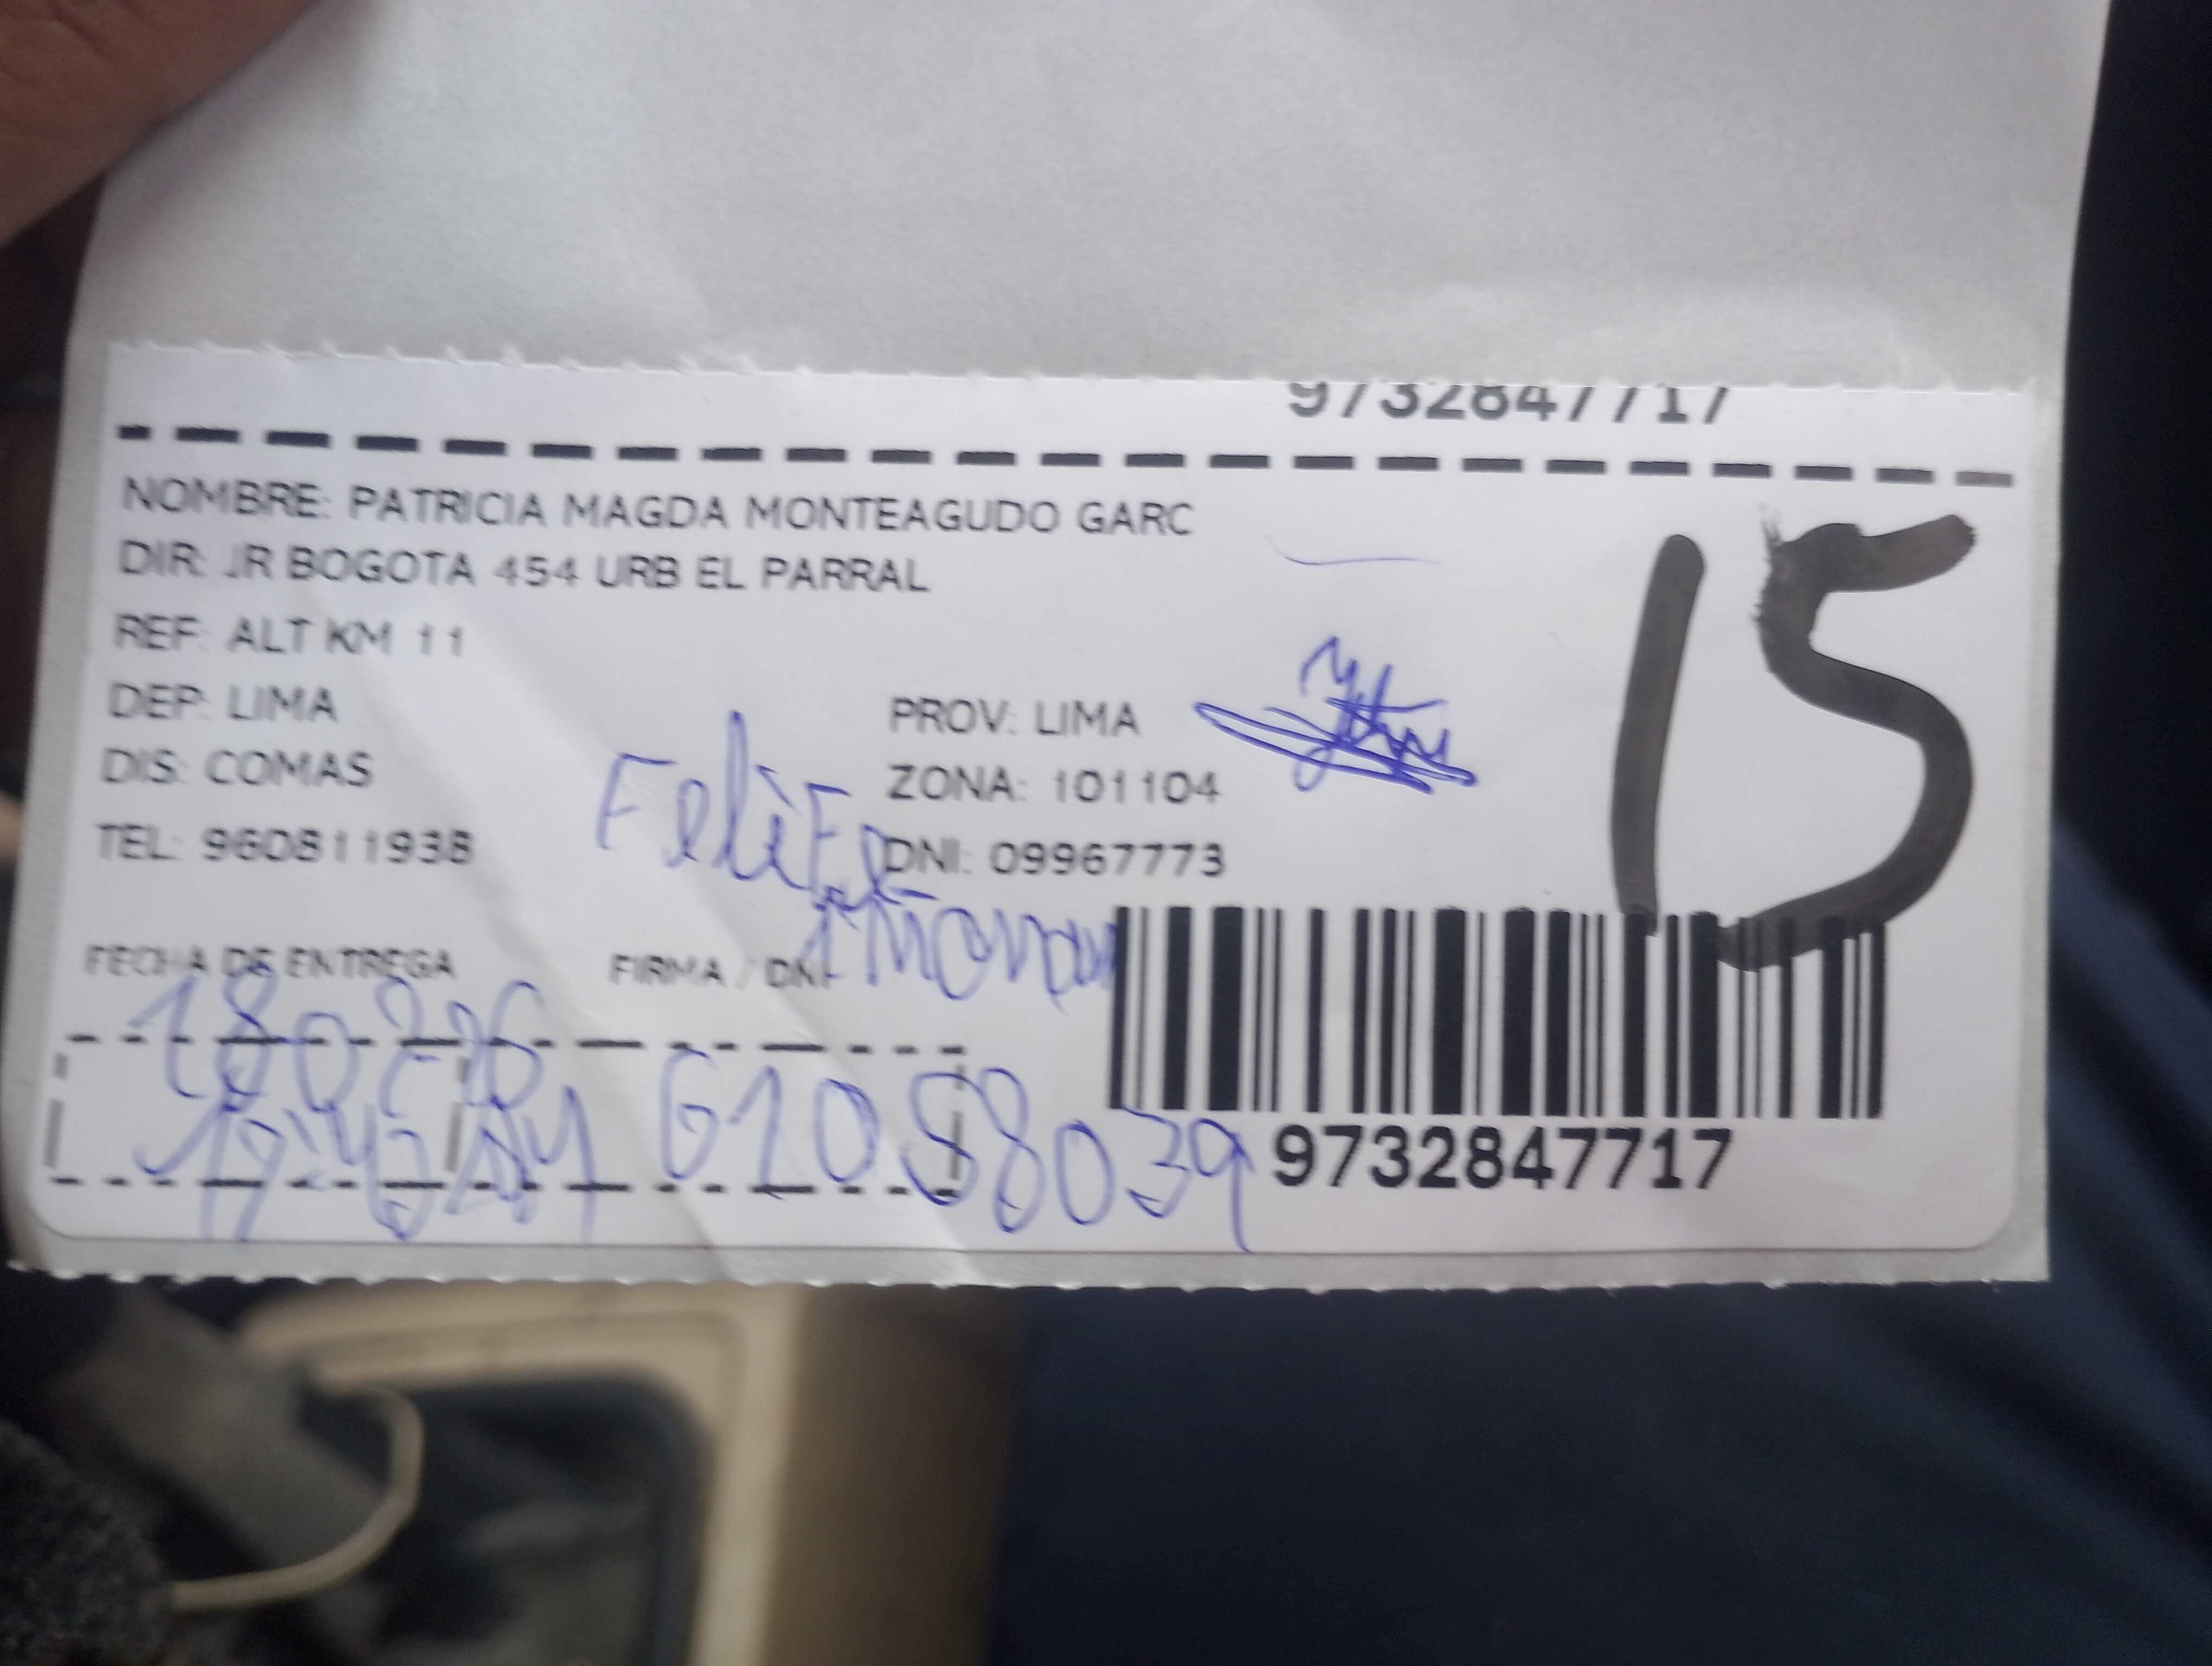 9732847717
NOMBRE: PATRICIA MAGDA MONTEAGUDO GARC
DIR: JR BOGOTA 454 URB EL PARRAL
REF: ALT KM 11
DEP: LIMA
PROV: LIMA
DIS: COMAS
ZONA: 101104
TEL: 960811938
DNI: 09967773
15
FECHA DE ENTREGA
FIRMA / DNI
61058039
9732847717